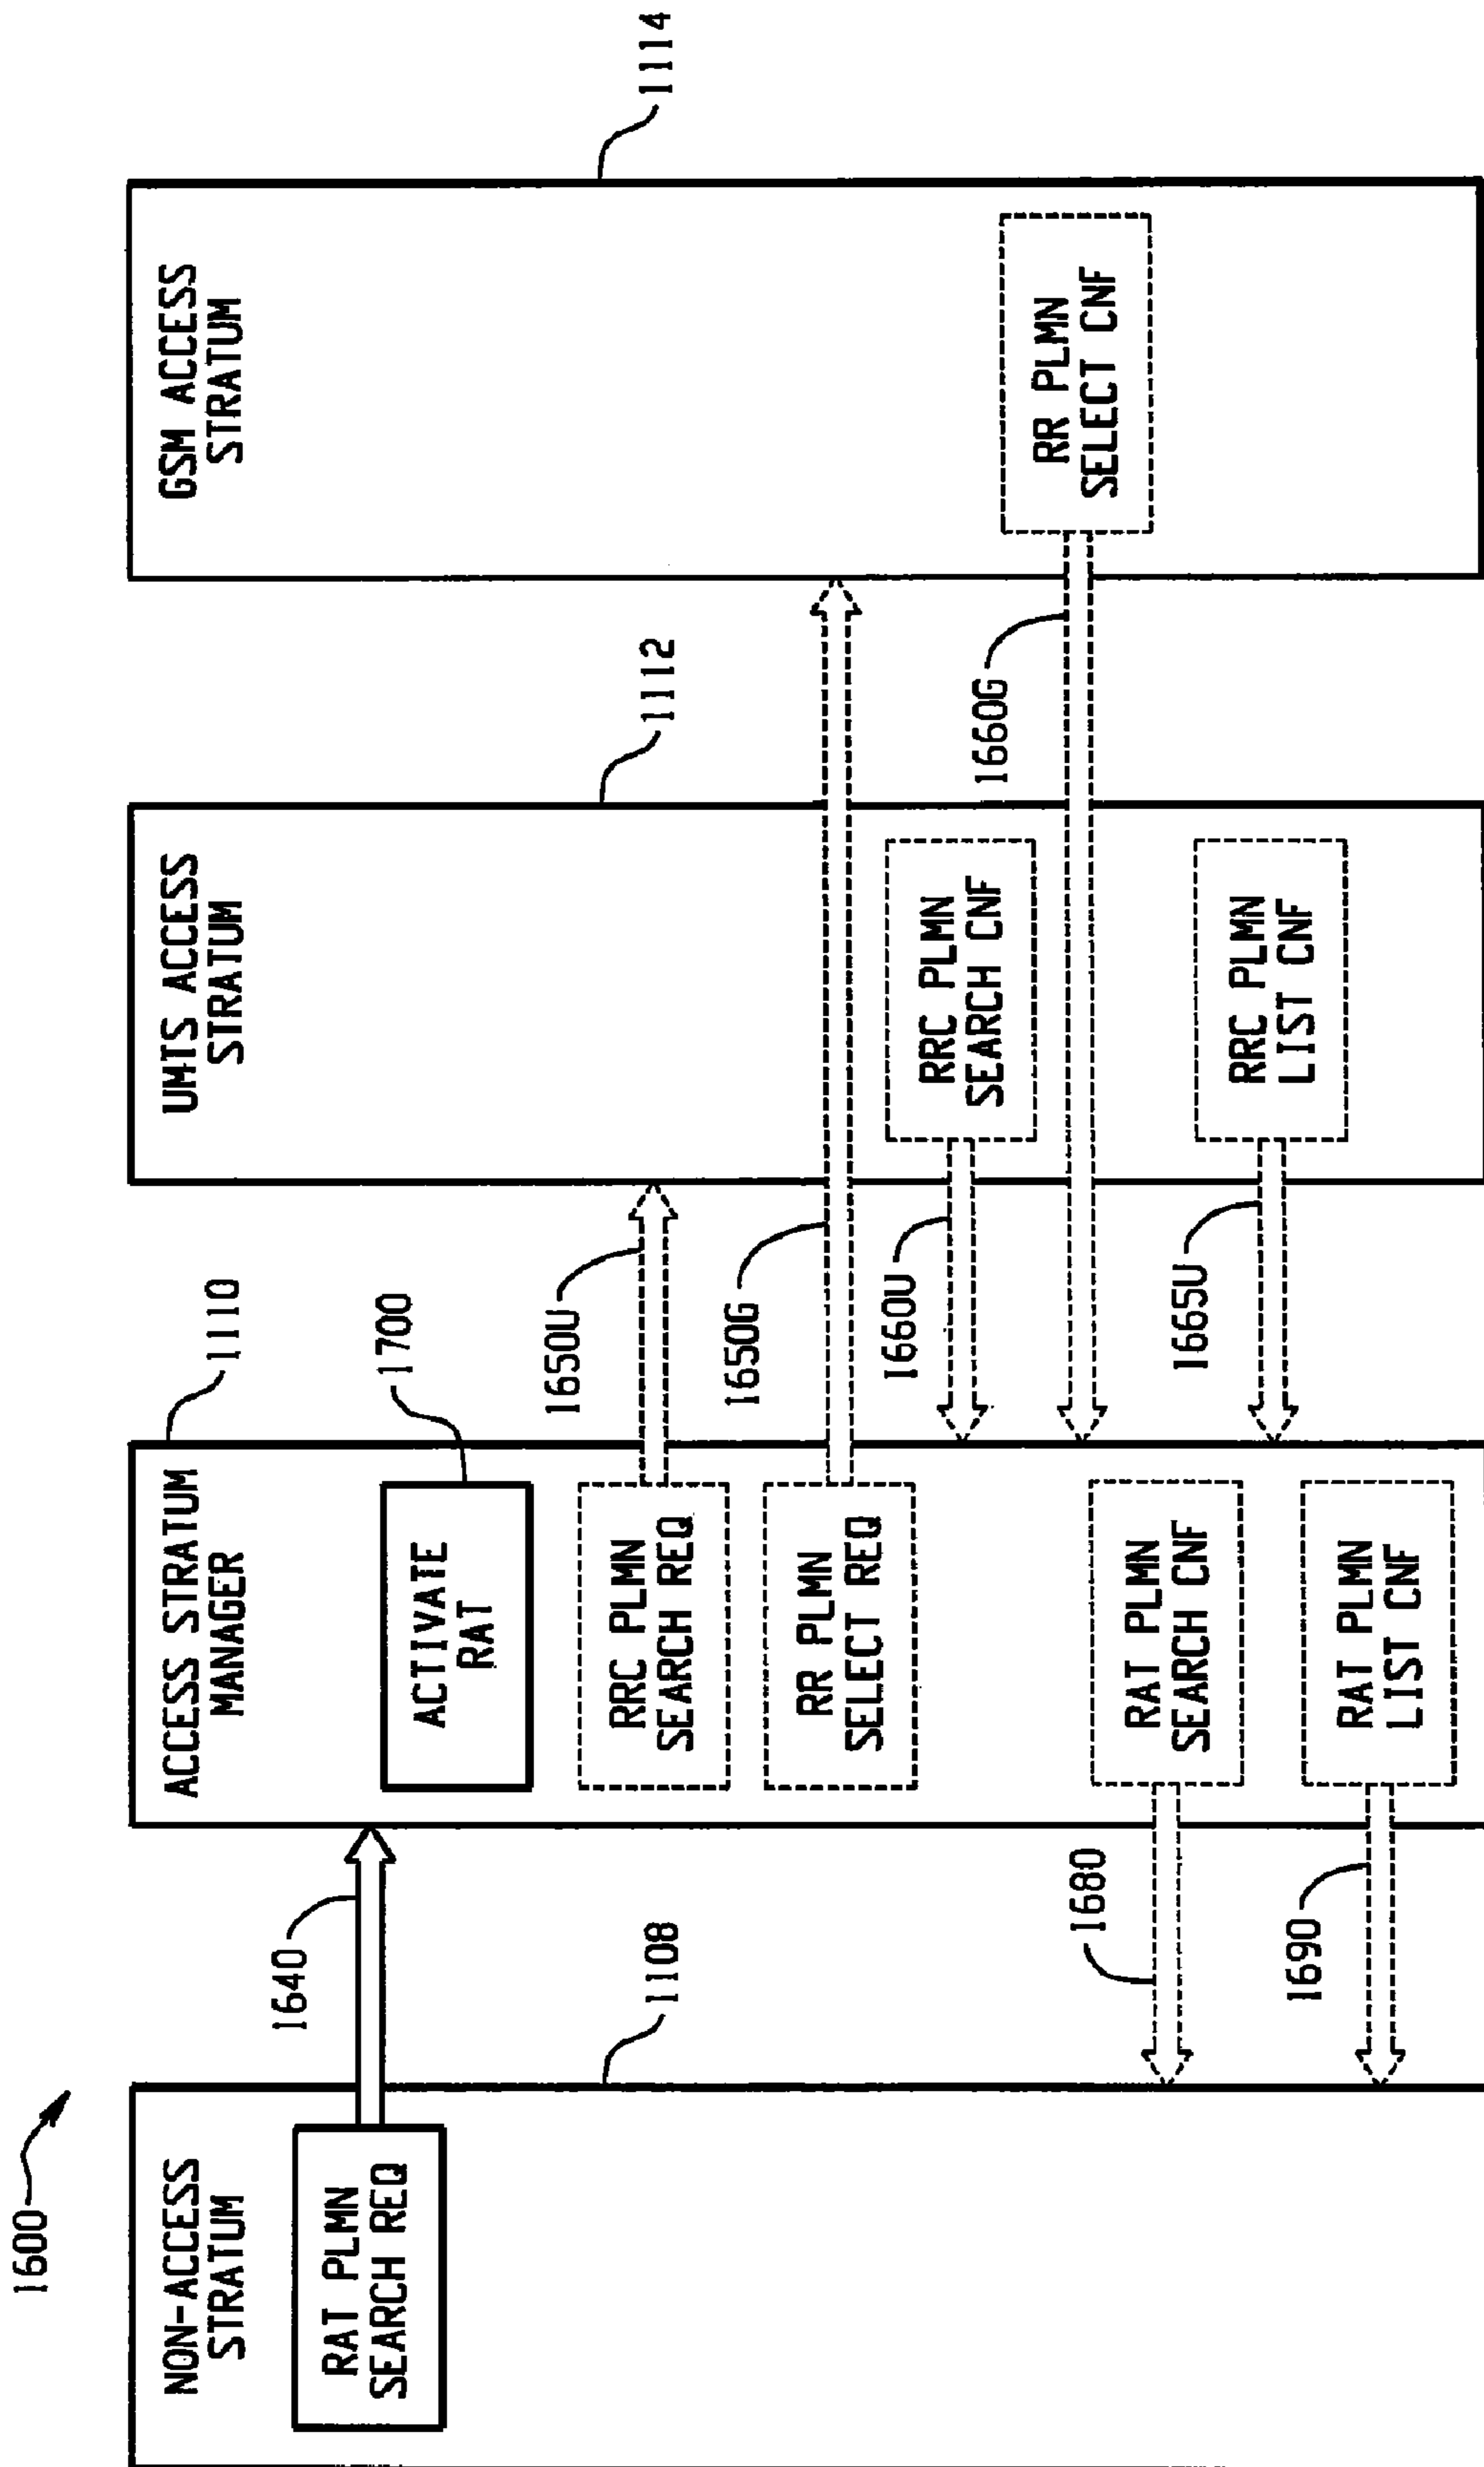 1600
NON-ACCESS
STRATUM
RAT PLMN
SEARCH REQ
1640
1108
ACCESS STRATUM
MANAGER
1110
ACTIVATE
RAT
1700
RRC PLMN
SEARCH REQ
1650U
RR PLMN
SELECT REQ
1650G
RAT PLMN
SEARCH CNF
1680
RAT PLMN
LIST CNF
1690
UMTS ACCESS
STRATUM
1112
RRC PLMN
SEARCH CNF
1660U
RRC PLMN
LIST CNF
1665U
GSM ACCESS
STRATUM
1114
RR PLMN
SELECT CNF
1660G